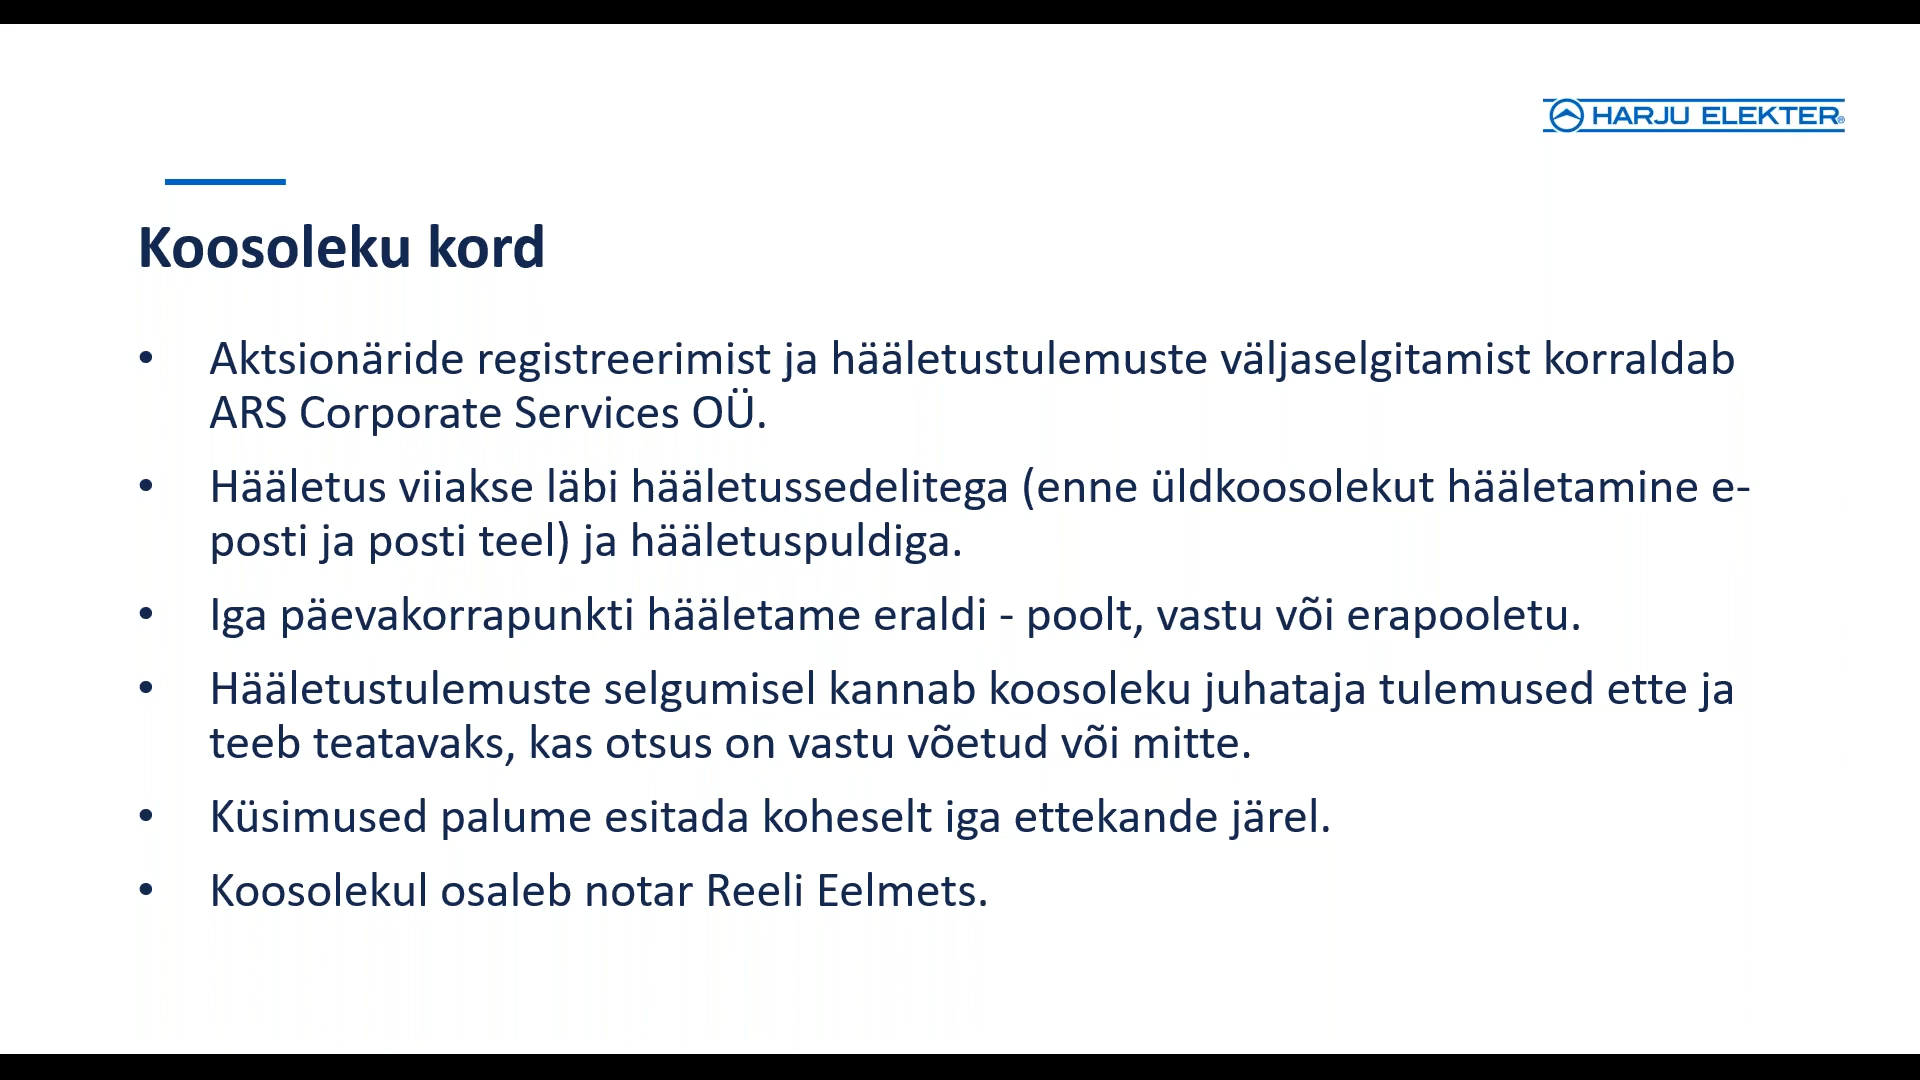 HARJU ELEKTER®
Koosoleku kord
• Aktsionäride registreerimist ja hääletustulemuste väljaselgitamist korraldab
ARS Corporate Services OÜ.
• Hääletus viiakse läbi hääletussedelitega (enne üldkoosolekut hääletamine e-
posti ja posti teel) ja hääletuspuldiga.
• Iga päevakorrapunkti hääletame eraldi - poolt, vastu või erapooletu.
• Hääletustulemuste selgumisel kannab koosoleku juhataja tulemused ette ja
teeb teatavaks, kas otsus on vastu võetud või mitte.
• Küsimused palume esitada koheselt iga ettekande järel.
• Koosolekul osaleb notar Reeli Eelmets.